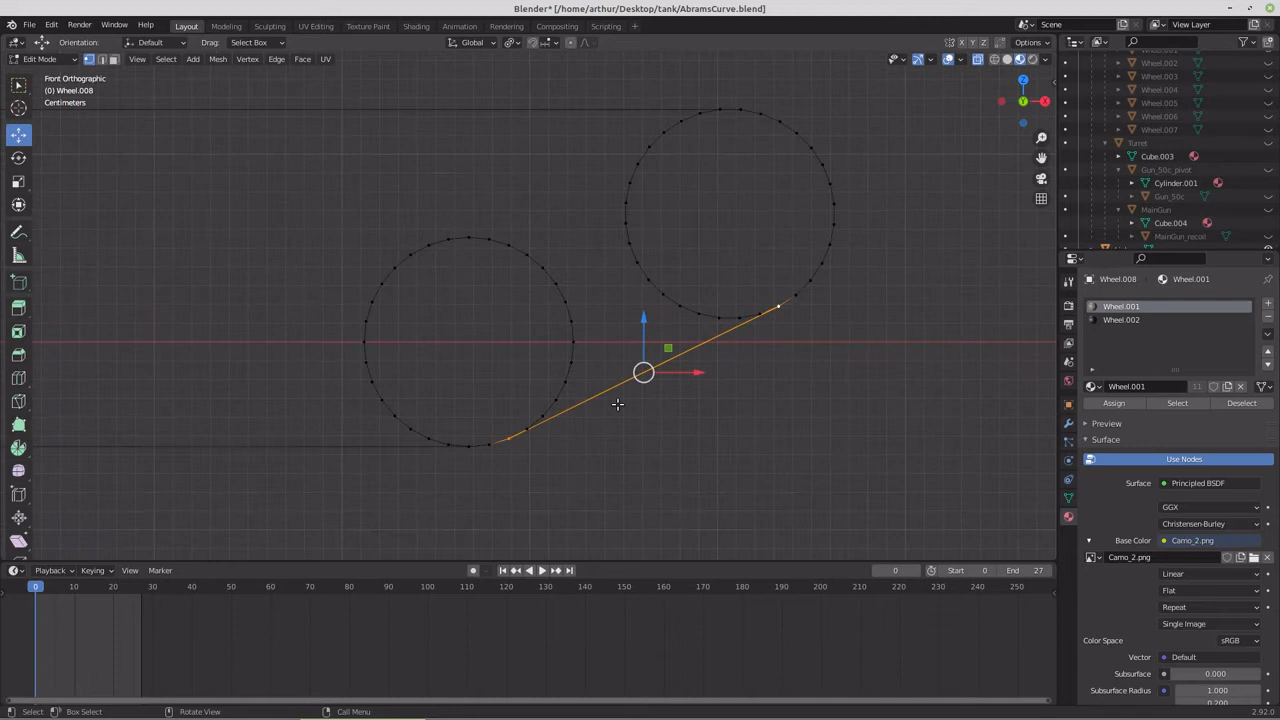 Blender* [/home/arthur/Desktop/tank/AbramsCurve.blend]
File Edit Render Window Help Layout Modeling Sculpting UV Editing Texture Paint Shading Animation Rendering Compositing Scripting + Scene View Layer
Orientation: Default Drag: Select Box Global X Y Z Options
Edit Mode View Select Add Mesh Vertex Edge Face UV
Front Orthographic
(0) Wheel.008
Centimeters
Z
Y
X
Wheel.002
Wheel.003
Wheel.004
Wheel.005
Wheel.006
Wheel.007
Turret
Cube.003
Gun_50c_pivot
Cylinder.001
Gun_50c
MainGun
Cube.004
MainGun_recoil
Wheel.008 Wheel.001
Wheel.001
Wheel.002
Wheel.001 11
Assign Select Deselect
Preview
Surface
Use Nodes
Surface Principled BSDF
GGX
Christensen-Burley
Base Color Camo_2.png
Camo_2.png
Linear
Flat
Repeat
Single Image
Color Space sRGB
Vector Default
Subsurface 0.000
Subsurface Radius 1.000
0.200
Playback Keying View Marker 0 Start 0 End 27
0 10 20 30 40 50 60 70 80 90 100 110 120 130 140 150 160 170 180 190 200 210 220 230 240 250
Select Box Select Rotate View Call Menu 2.92.0